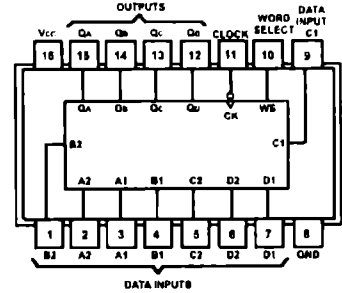 OUTPUTS
DATA INPUT
WORD SELECT
VCC QA QB QC QD CLOCK C1
16 15 14 13 12 11 10 9
QA QB QC QD CK WS
B2 C1
A2 A1 B1 C2 D2 D1
1 2 3 4 5 6 7 8
B2 A2 A1 B1 C2 D2 D1 GND
DATA INPUTS